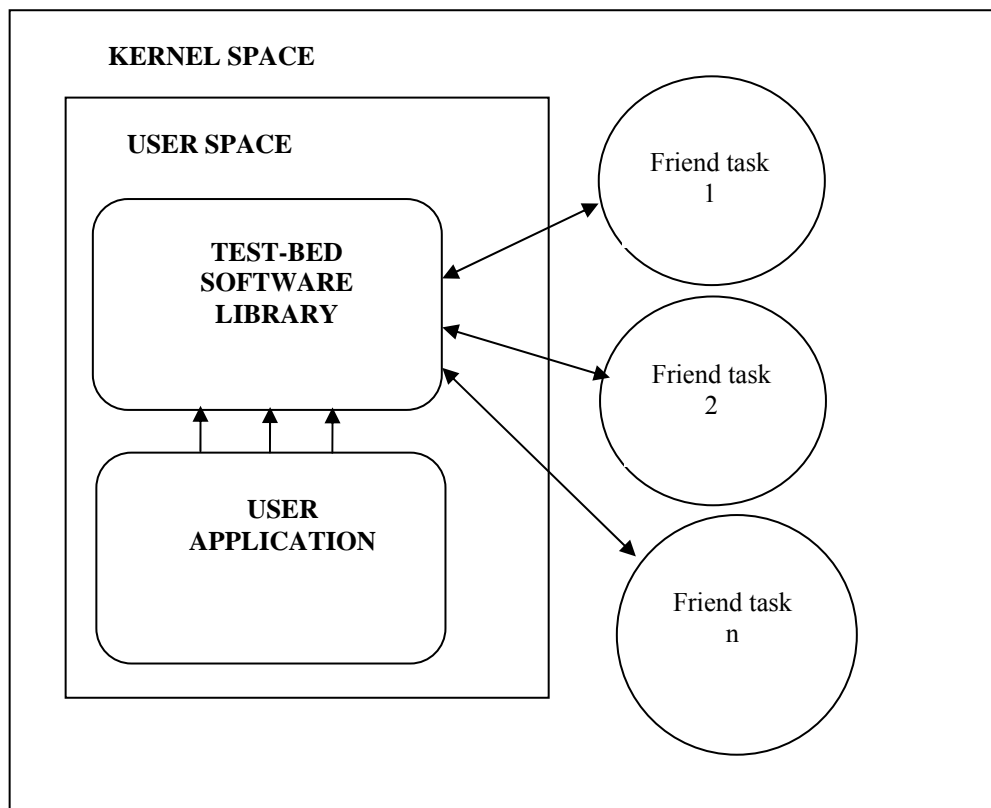 KERNEL SPACE
USER SPACE
TEST-BED
SOFTWARE
LIBRARY
USER
APPLICATION
Friend task
1
Friend task
2
Friend task
n